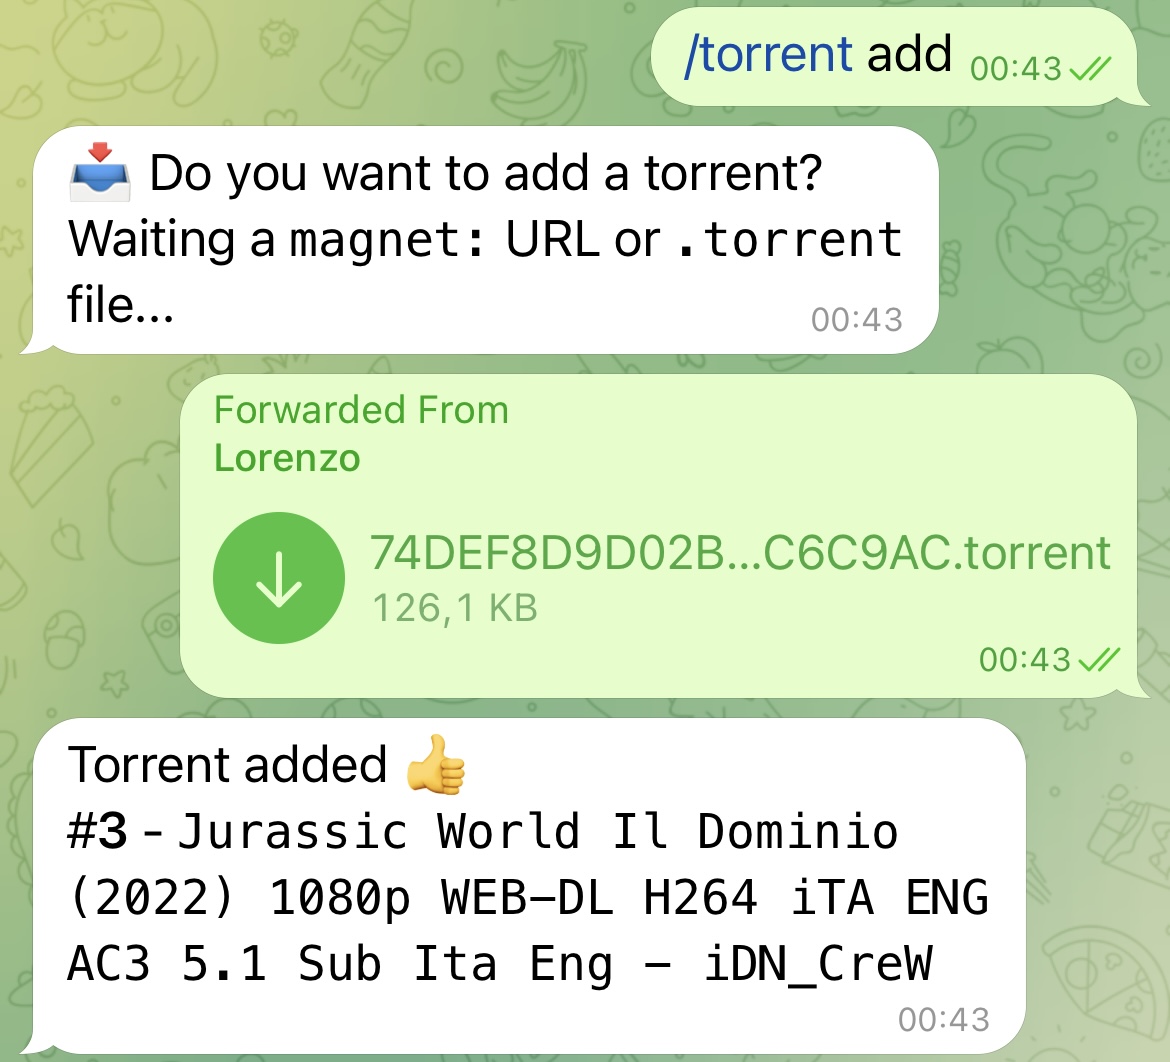 /torrent add 00:43
📥 Do you want to add a torrent?
Waiting a magnet: URL or .torrent
file...
00:43
Forwarded From
Lorenzo
74DEF8D9D02B...C6C9AC.torrent
126,1 KB
00:43
Torrent added 👍
#3 - Jurassic World Il Dominio
(2022) 1080p WEB-DL H264 iTA ENG
AC3 5.1 Sub Ita Eng - iDN_CreW
00:43